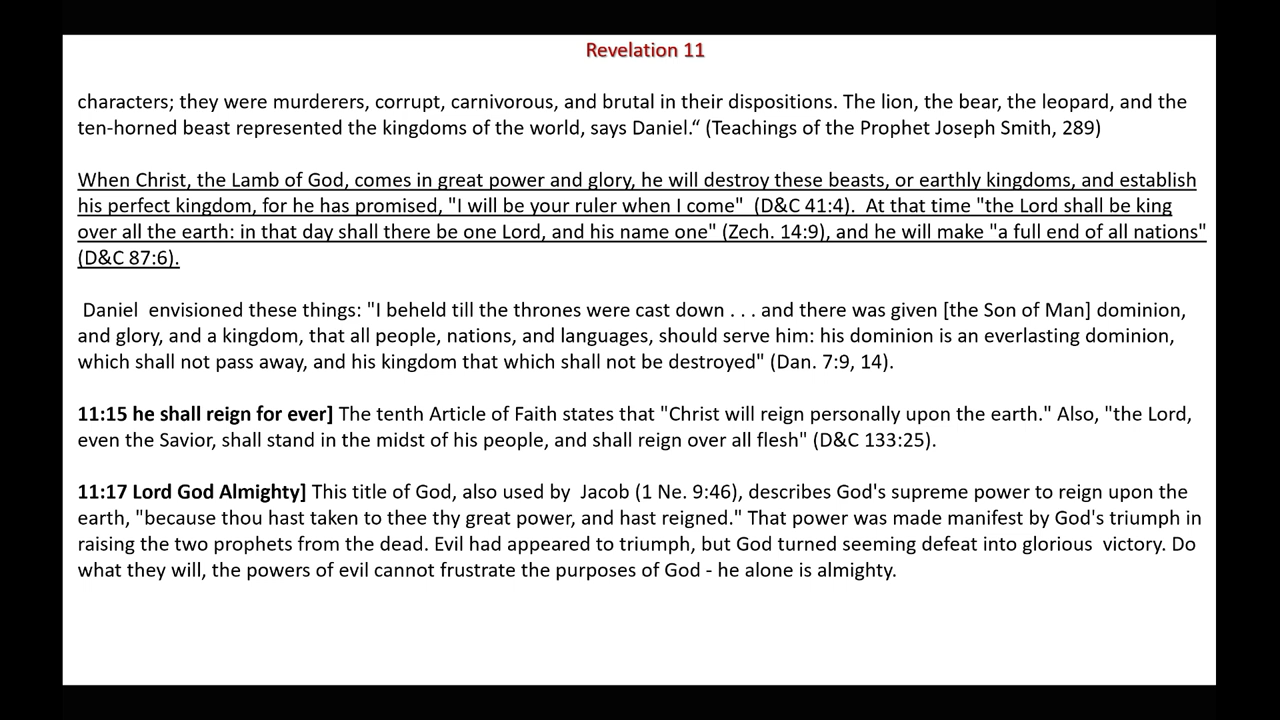 Revelation 11
characters; they were murderers, corrupt, carnivorous, and brutal in their dispositions. The lion, the bear, the leopard, and the
ten-horned beast represented the kingdoms of the world, says Daniel.“ (Teachings of the Prophet Joseph Smith, 289)
When Christ, the Lamb of God, comes in great power and glory, he will destroy these beasts, or earthly kingdoms, and establish
his perfect kingdom, for he has promised, "I will be your ruler when I come"  (D&C 41:4).  At that time "the Lord shall be king
over all the earth: in that day shall there be one Lord, and his name one" (Zech. 14:9), and he will make "a full end of all nations"
(D&C 87:6).
Daniel  envisioned these things: "I beheld till the thrones were cast down . . . and there was given [the Son of Man] dominion,
and glory, and a kingdom, that all people, nations, and languages, should serve him: his dominion is an everlasting dominion,
which shall not pass away, and his kingdom that which shall not be destroyed" (Dan. 7:9, 14).
11:15 he shall reign for ever] The tenth Article of Faith states that "Christ will reign personally upon the earth." Also, "the Lord,
even the Savior, shall stand in the midst of his people, and shall reign over all flesh" (D&C 133:25).
11:17 Lord God Almighty] This title of God, also used by  Jacob (1 Ne. 9:46), describes God's supreme power to reign upon the
earth, "because thou hast taken to thee thy great power, and hast reigned." That power was made manifest by God's triumph in
raising the two prophets from the dead. Evil had appeared to triumph, but God turned seeming defeat into glorious  victory. Do
what they will, the powers of evil cannot frustrate the purposes of God - he alone is almighty.